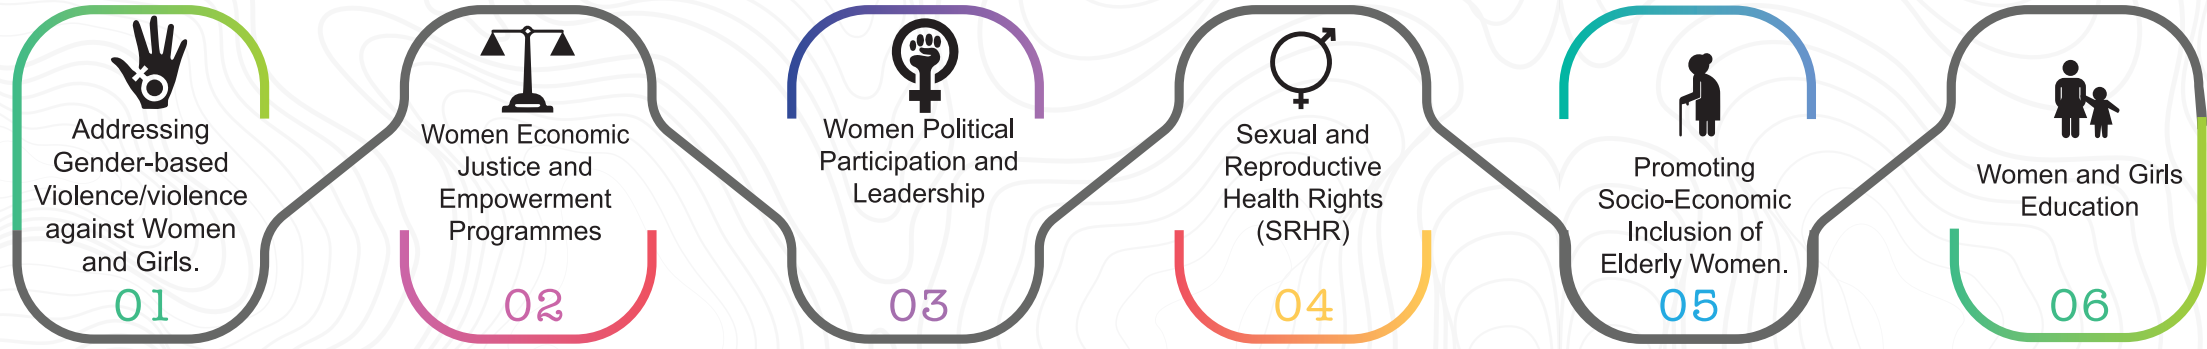 Addressing
Gender-based
Violence/violence
against Women
and Girls.
01
Women Economic
Justice and
Empowerment
Programmes
02
Women Political
Participation and
Leadership
03
Sexual and
Reproductive
Health Rights
(SRHR)
04
Promoting
Socio-Economic
Inclusion of
Elderly Women.
05
Women and Girls
Education
06